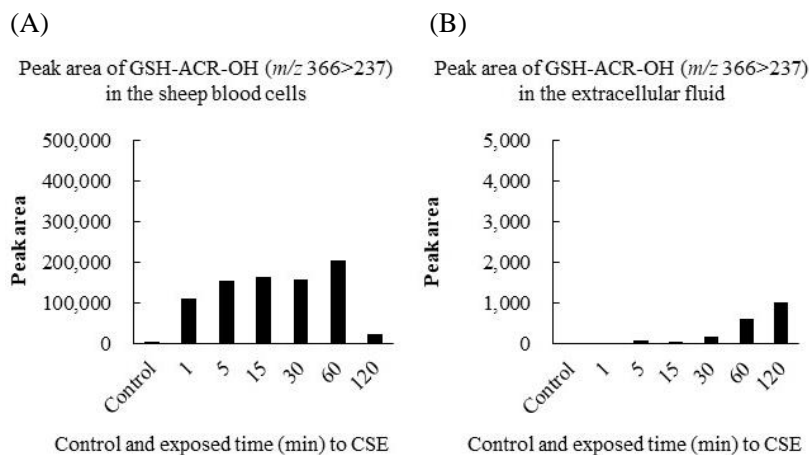 (A)
Peak area of GSH-ACR-OH (m/z 366>237)
in the sheep blood cells
Peak area
500,000
400,000
300,000
200,000
100,000
0
Control
1
5
15
30
60
120
Control and exposed time (min) to CSE
(B)
Peak area of GSH-ACR-OH (m/z 366>237)
in the extracellular fluid
Peak area
5,000
4,000
3,000
2,000
1,000
0
Control
1
5
15
30
60
120
Control and exposed time (min) to CSE